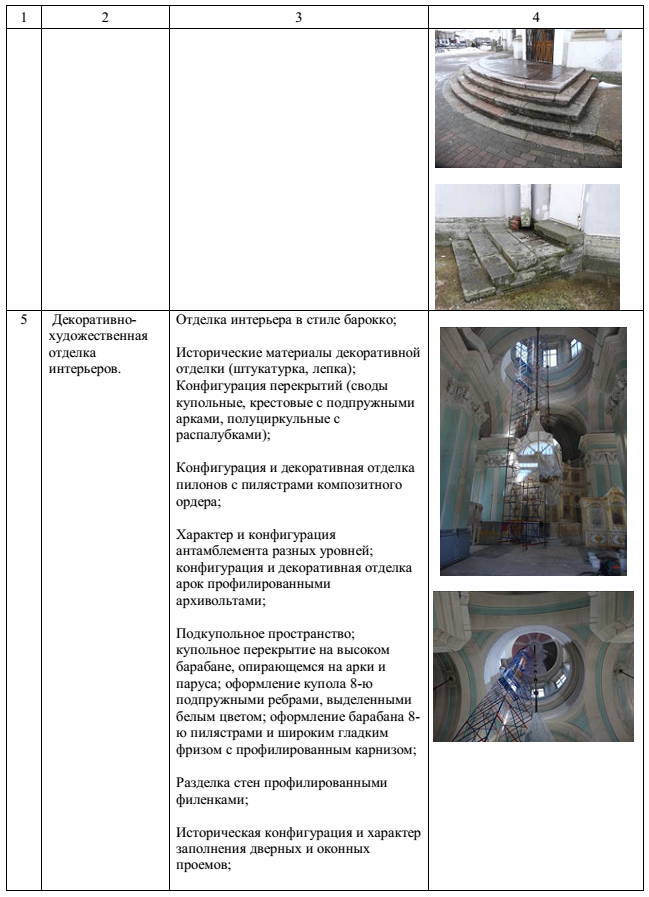 1 2 3 4
5 Декоративно-
художественная
отделка
интерьеров.
Отделка интерьера в стиле барокко;
Исторические материалы декоративной
отделки (штукатурка, лепка);
Конфигурация перекрытий (своды
купольные, крестовые с подпружными
арками, полуциркульные с
распалубками);
Конфигурация и декоративная отделка
пилонов с пилястрами композитного
ордера;
Характер и конфигурация
антамблемента разных уровней;
конфигурация и декоративная отделка
арок профилированными
архивольтами;
Подкупольное пространство;
купольное перекрытие на высоком
барабане, опирающемся на арки и
паруса; оформление купола 8-ю
подпружными ребрами, выделенными
белым цветом; оформление барабана 8-
ю пилястрами и широким гладким
фризом с профилированным карнизом;
Разделка стен профилированными
филенками;
Историческая конфигурация и характер
заполнения дверных и оконных
проемов;